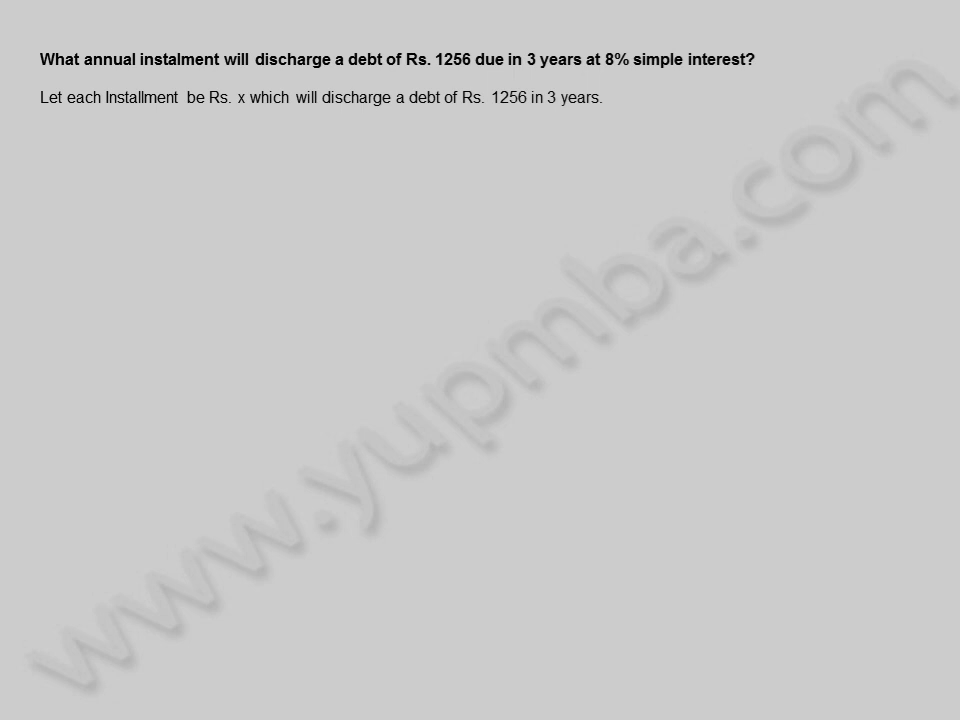 What annual instalment will discharge a debt of Rs. 1256 due in 3 years at 8% simple interest?
Let each Installment be Rs. x which will discharge a debt of Rs. 1256 in 3 years.
www.yupmba.com